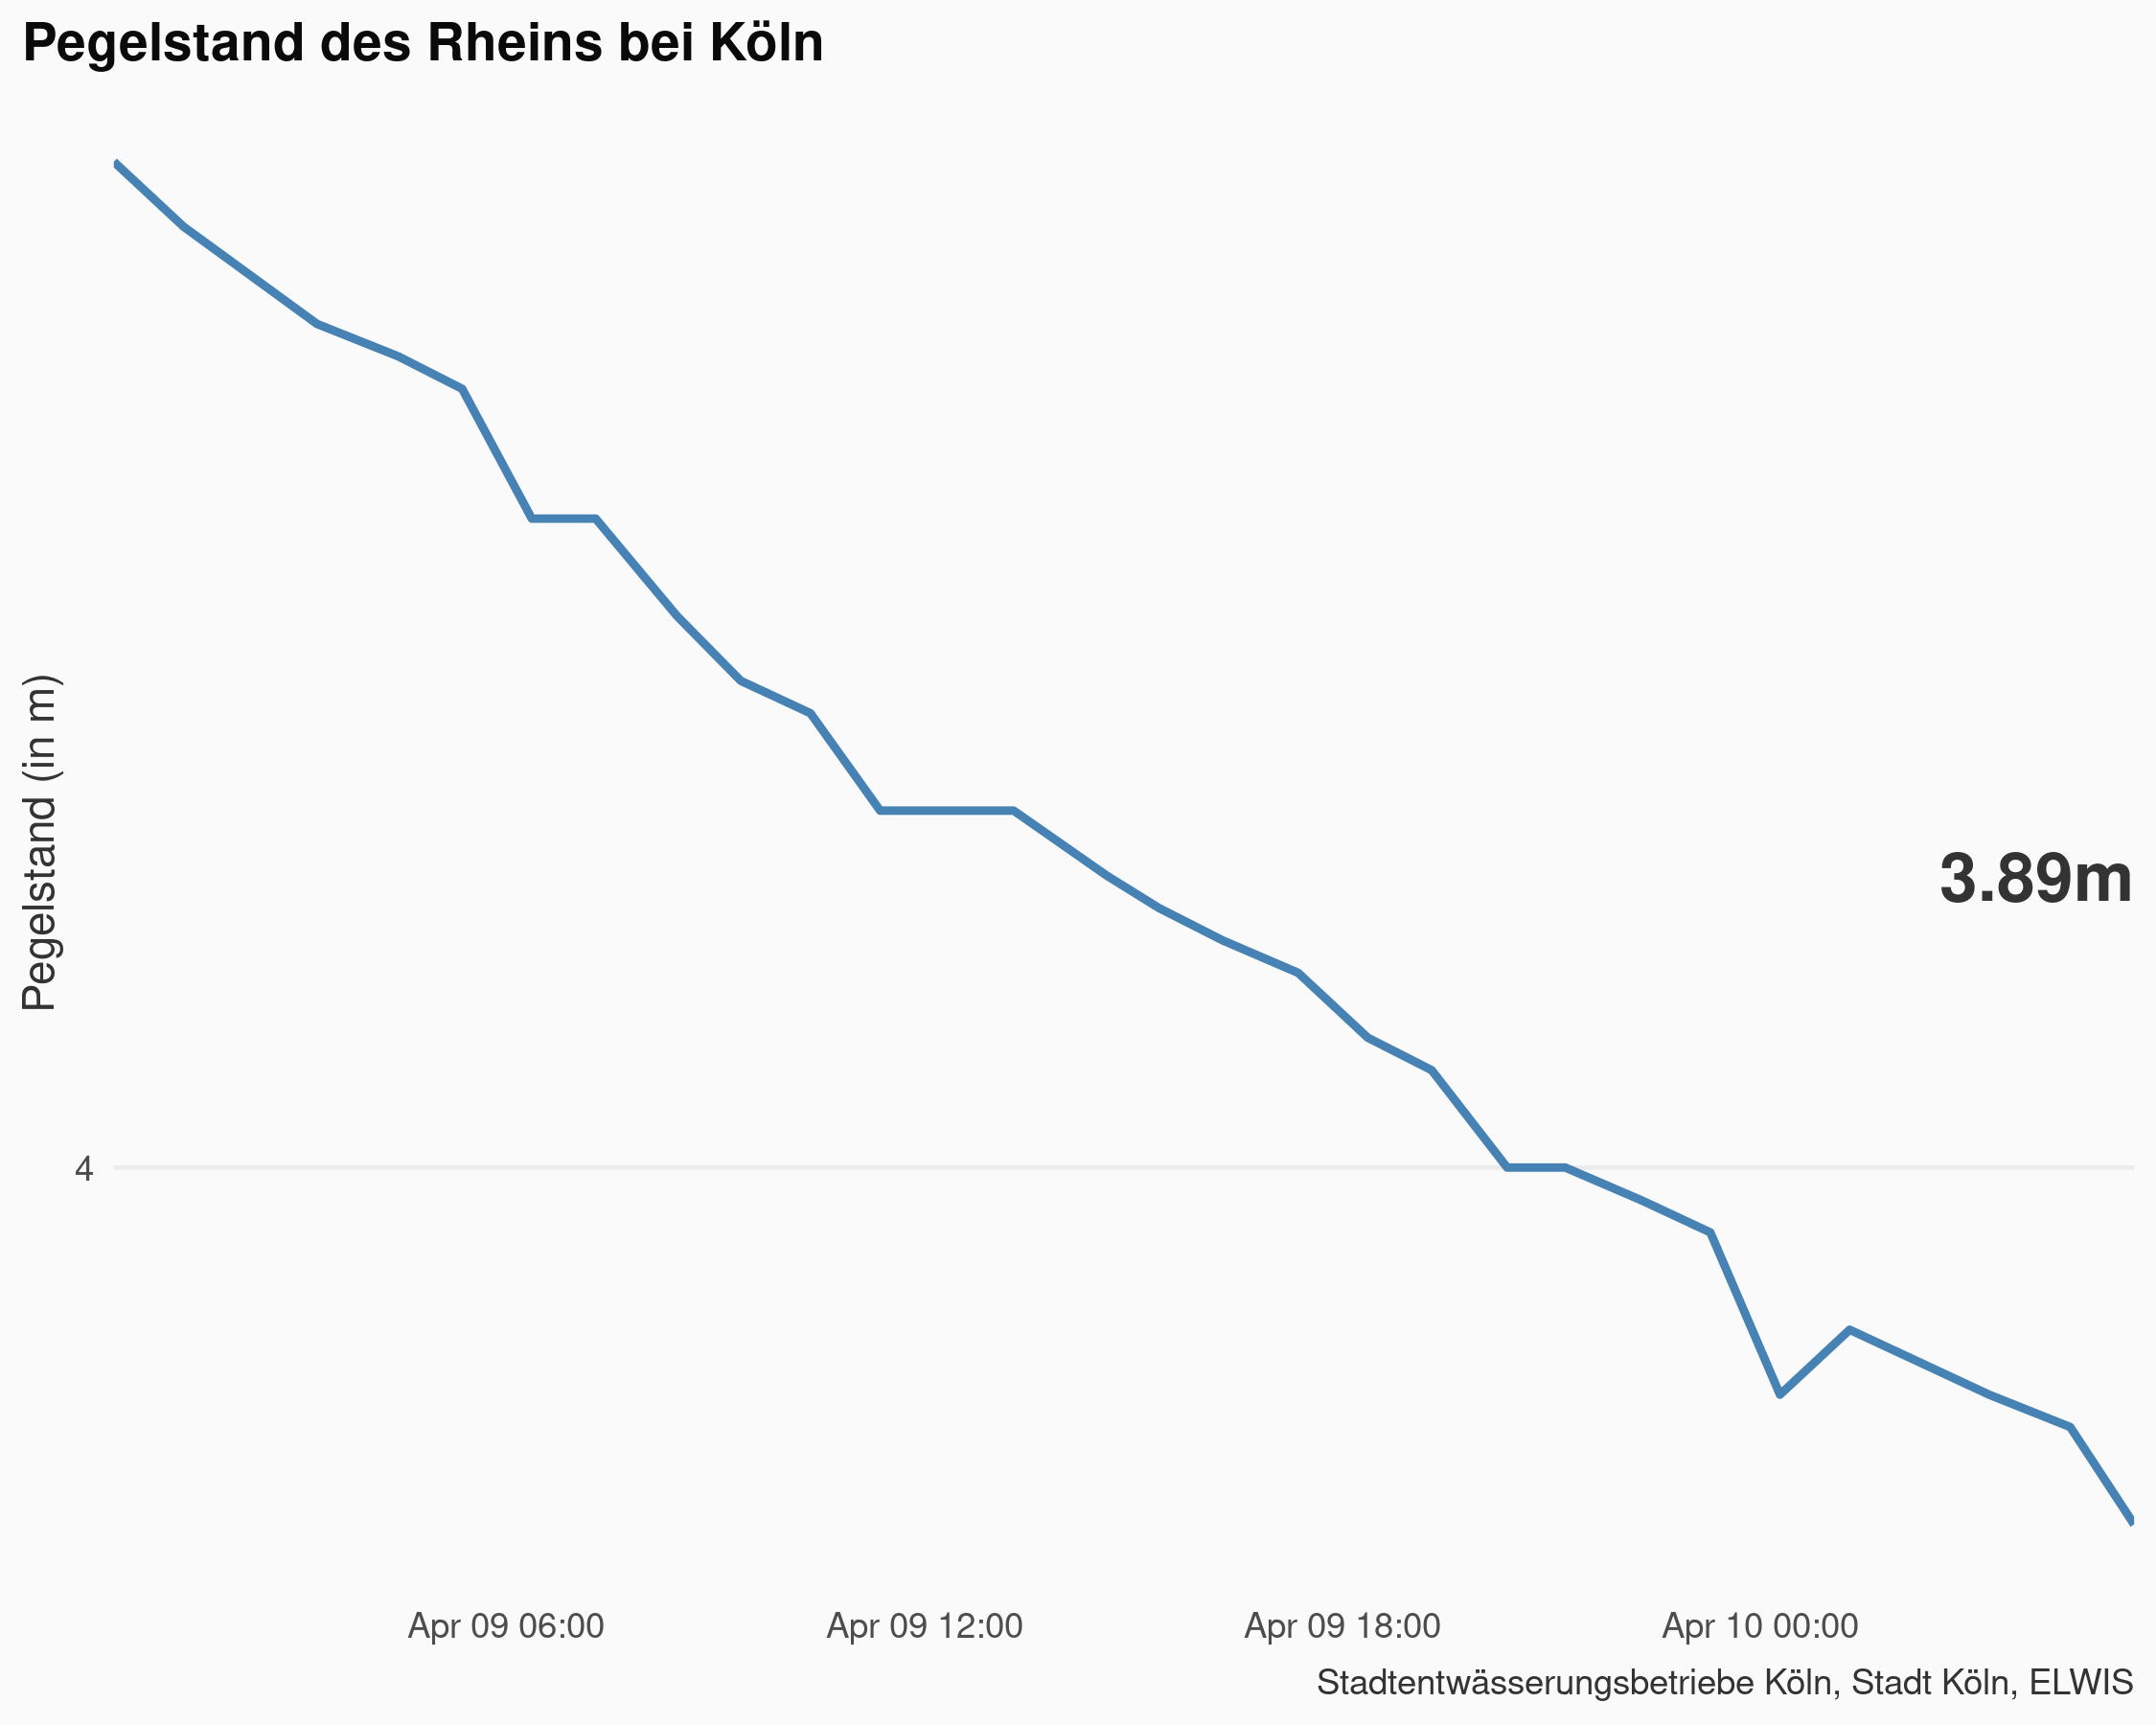 Pegelstand des Rheins bei Köln
Pegelstand (in m)
3.89m
4
Apr 09 06:00
Apr 09 12:00
Apr 09 18:00
Apr 10 00:00
Stadtentwässerungsbetriebe Köln, Stadt Köln, ELWIS